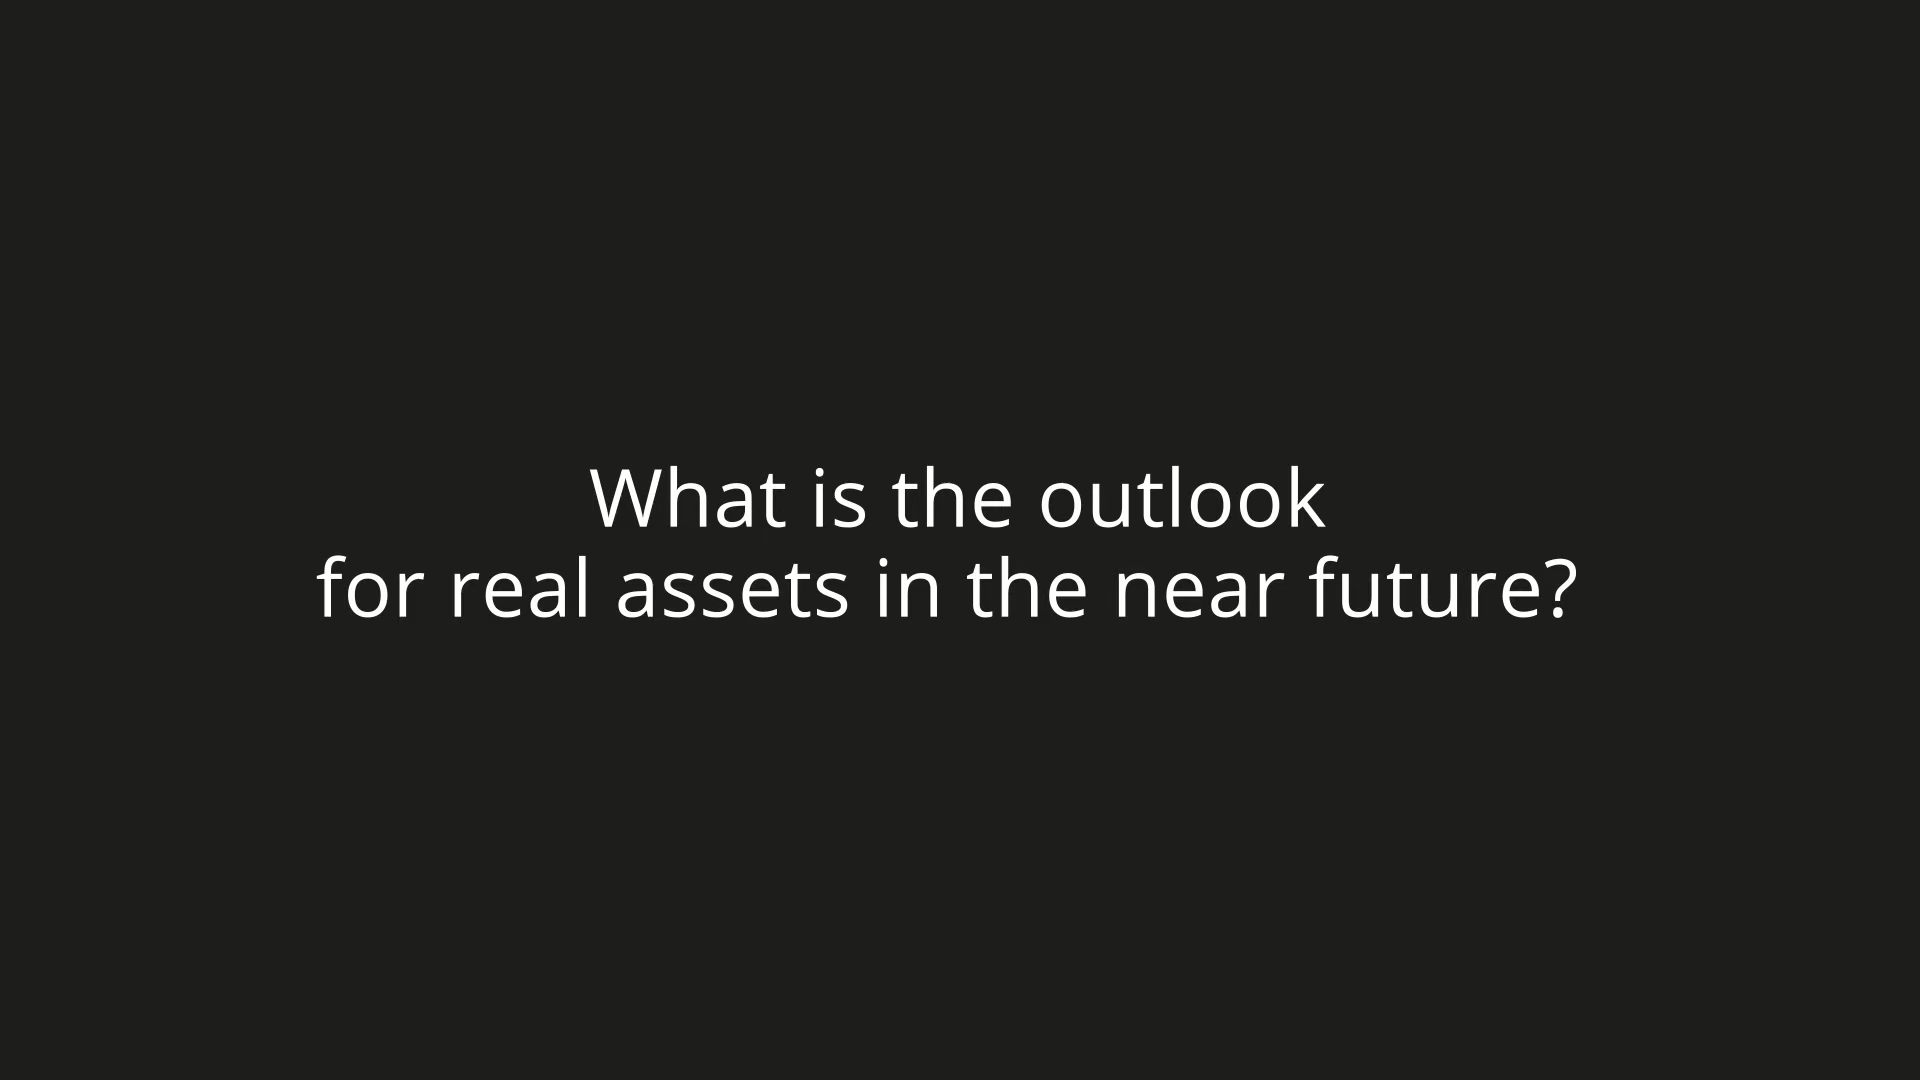 What is the outlook
for real assets in the near future?